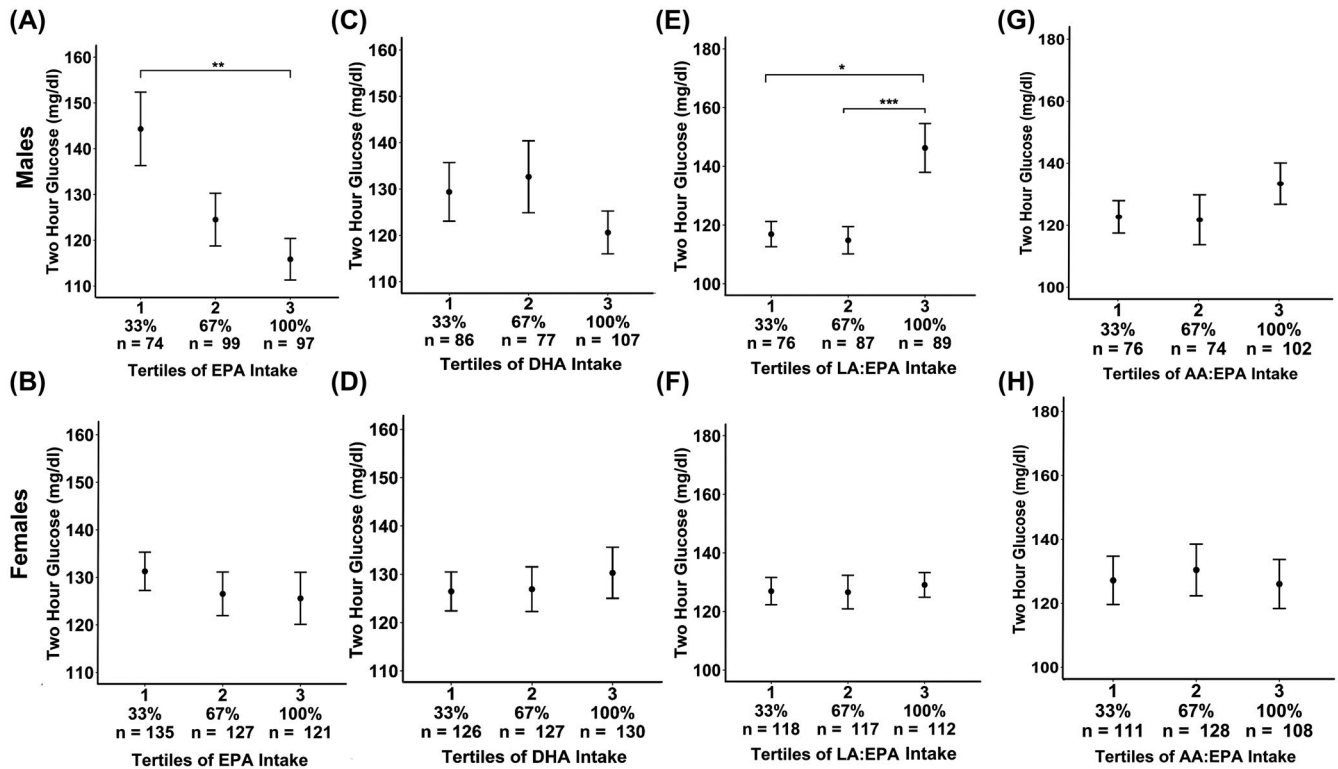 (A)
Males
Two Hour Glucose (mg/dl)
160
150
140
130
120
110
**
1 2 3
33% 67% 100%
n = 74 n = 99 n = 97
Tertiles of EPA Intake
(C)
Two Hour Glucose (mg/dl)
160
150
140
130
120
110
1 2 3
33% 67% 100%
n = 86 n = 77 n = 107
Tertiles of DHA Intake
(E)
Two Hour Glucose (mg/dl)
180
160
140
120
100
*
***
1 2 3
33% 67% 100%
n = 76 n = 87 n = 89
Tertiles of LA:EPA Intake
(G)
Two Hour Glucose (mg/dl)
180
160
140
120
100
1 2 3
33% 67% 100%
n = 76 n = 74 n = 102
Tertiles of AA:EPA Intake
(B)
Females
Two Hour Glucose (mg/dl)
160
150
140
130
120
110
1 2 3
33% 67% 100%
n = 135 n = 127 n = 121
Tertiles of EPA Intake
(D)
Two Hour Glucose (mg/dl)
160
150
140
130
120
110
1 2 3
33% 67% 100%
n = 126 n = 127 n = 130
Tertiles of DHA Intake
(F)
Two Hour Glucose (mg/dl)
180
160
140
120
100
1 2 3
33% 67% 100%
n = 118 n = 117 n = 112
Tertiles of LA:EPA Intake
(H)
Two Hour Glucose (mg/dl)
180
160
140
120
100
1 2 3
33% 67% 100%
n = 111 n = 128 n = 108
Tertiles of AA:EPA Intake